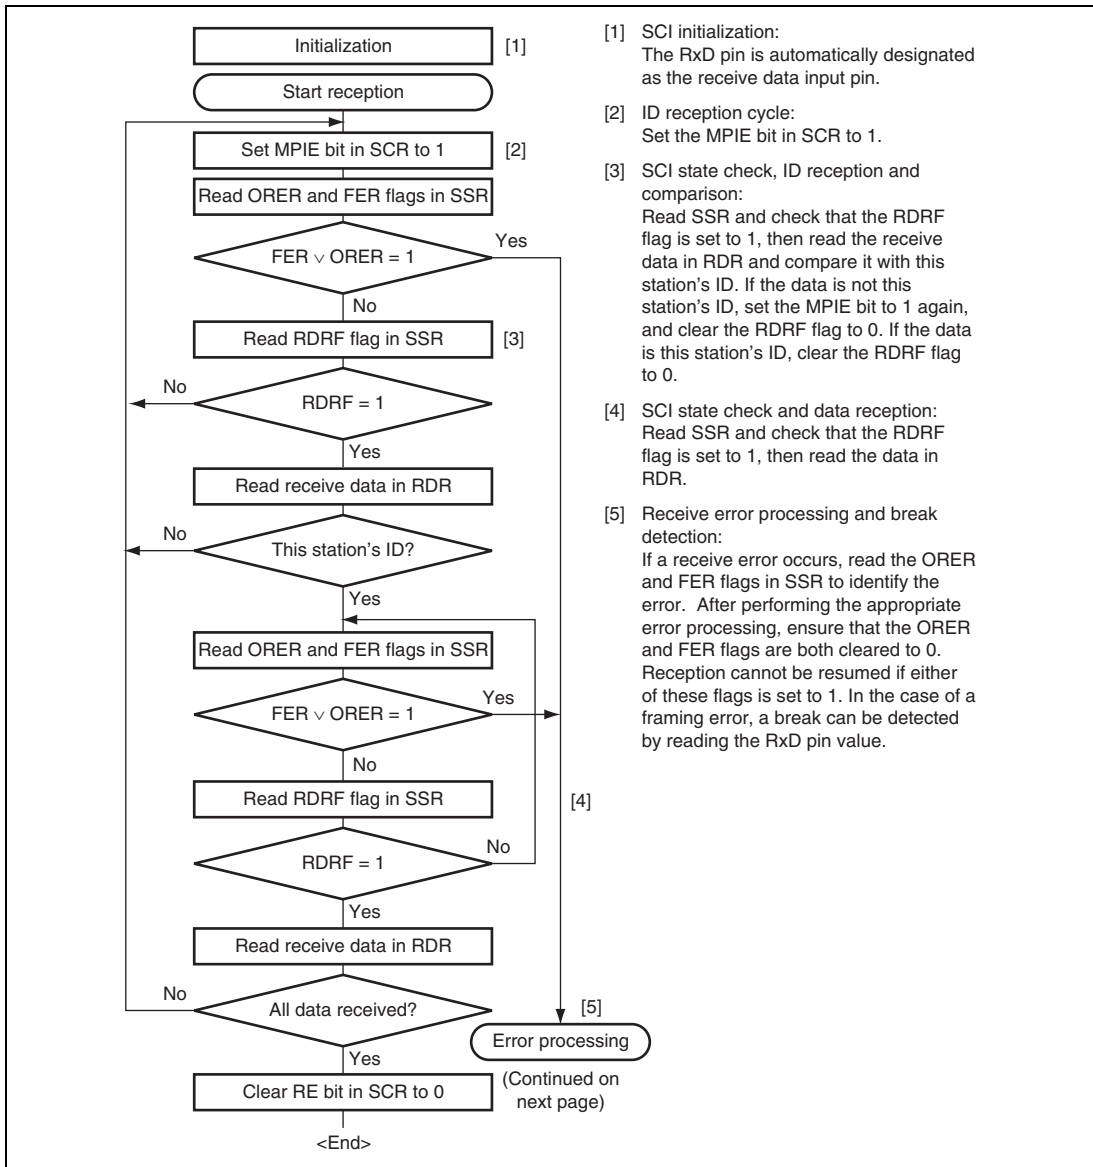 Initialization [1]
Start reception
Set MPIE bit in SCR to 1 [2]
Read ORER and FER flags in SSR
FER ∨ ORER = 1
Yes
No
Read RDRF flag in SSR [3]
No
RDRF = 1
Yes
Read receive data in RDR
No
This station's ID?
Yes
Read ORER and FER flags in SSR
FER ∨ ORER = 1
Yes
No
Read RDRF flag in SSR
[4]
RDRF = 1
No
Yes
Read receive data in RDR
No
All data received?
[5]
Error processing
Yes
(Continued on
next page)
Clear RE bit in SCR to 0
<End>
[1] SCI initialization:
The RxD pin is automatically designated
as the receive data input pin.
[2] ID reception cycle:
Set the MPIE bit in SCR to 1.
[3] SCI state check, ID reception and
comparison:
Read SSR and check that the RDRF
flag is set to 1, then read the receive
data in RDR and compare it with this
station's ID. If the data is not this
station's ID, set the MPIE bit to 1 again,
and clear the RDRF flag to 0. If the data
is this station's ID, clear the RDRF flag
to 0.
[4] SCI state check and data reception:
Read SSR and check that the RDRF
flag is set to 1, then read the data in
RDR.
[5] Receive error processing and break
detection:
If a receive error occurs, read the ORER
and FER flags in SSR to identify the
error. After performing the appropriate
error processing, ensure that the ORER
and FER flags are both cleared to 0.
Reception cannot be resumed if either
of these flags is set to 1. In the case of a
framing error, a break can be detected
by reading the RxD pin value.